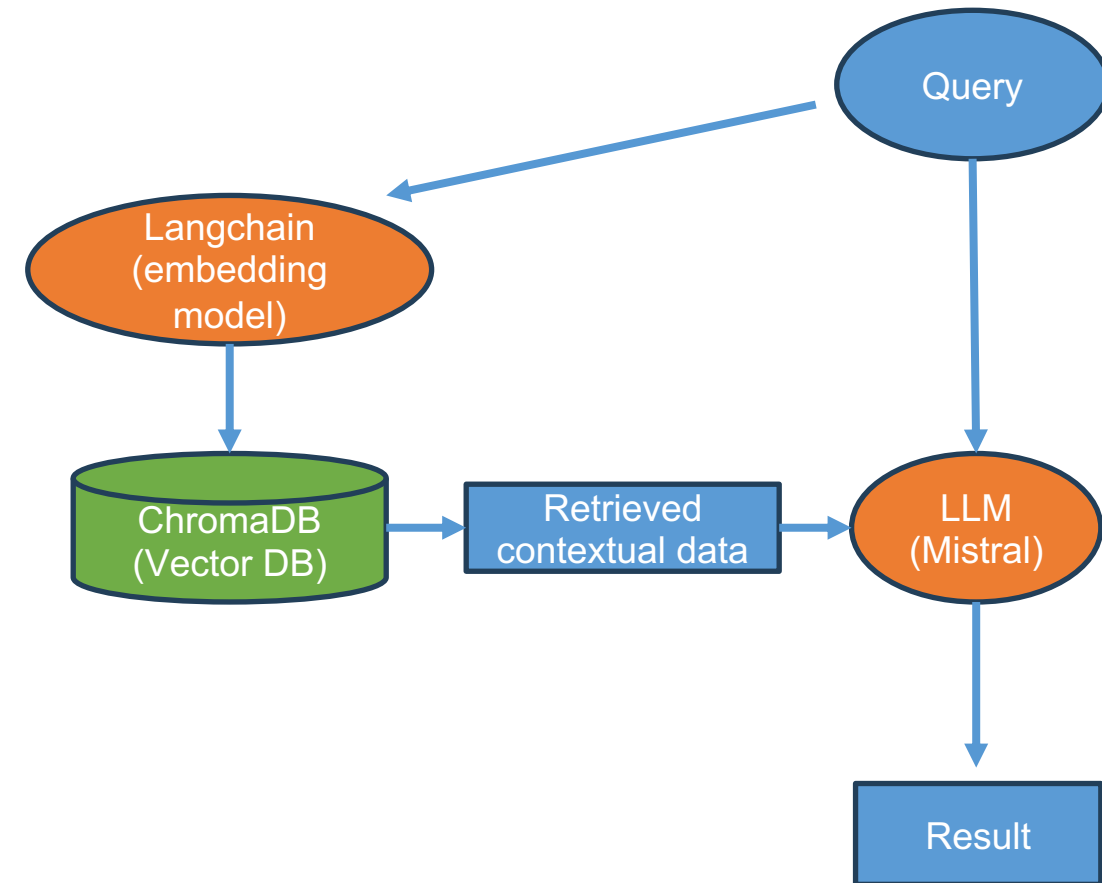 Query
Langchain
(embedding
model)
ChromaDB
(Vector DB)
Retrieved
contextual data
LLM
(Mistral)
Result